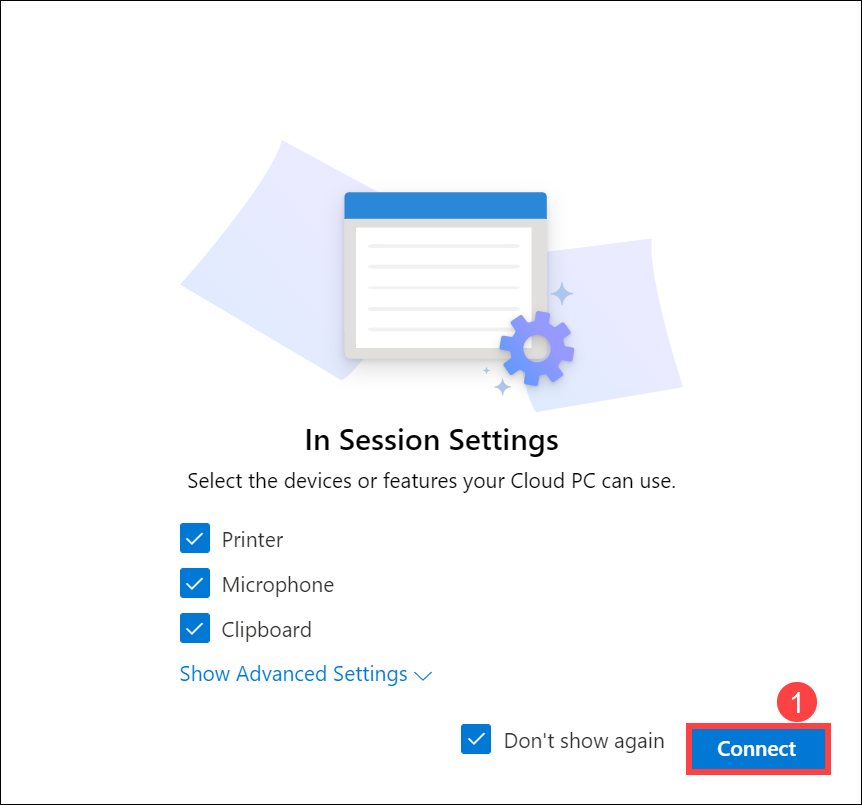 In Session Settings
Select the devices or features your Cloud PC can use.
Printer
Microphone
Clipboard
Show Advanced Settings
1
Don't show again
Connect